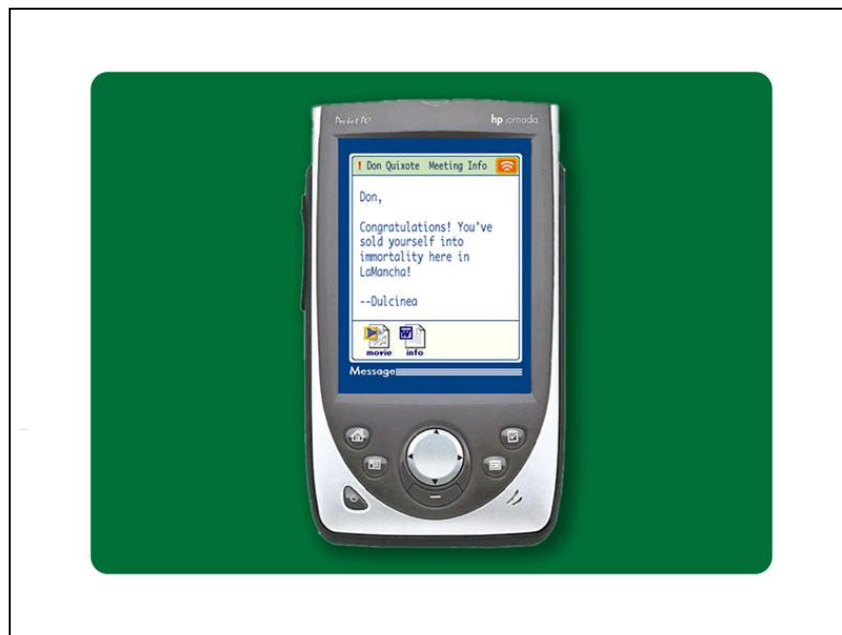 Pocket PC hp jornada
! Don Quixote Meeting Info
Don,
Congratulations! You've
sold yourself into
immortality here in
LaMancha!
--Dulcinea
W
movie info
Message